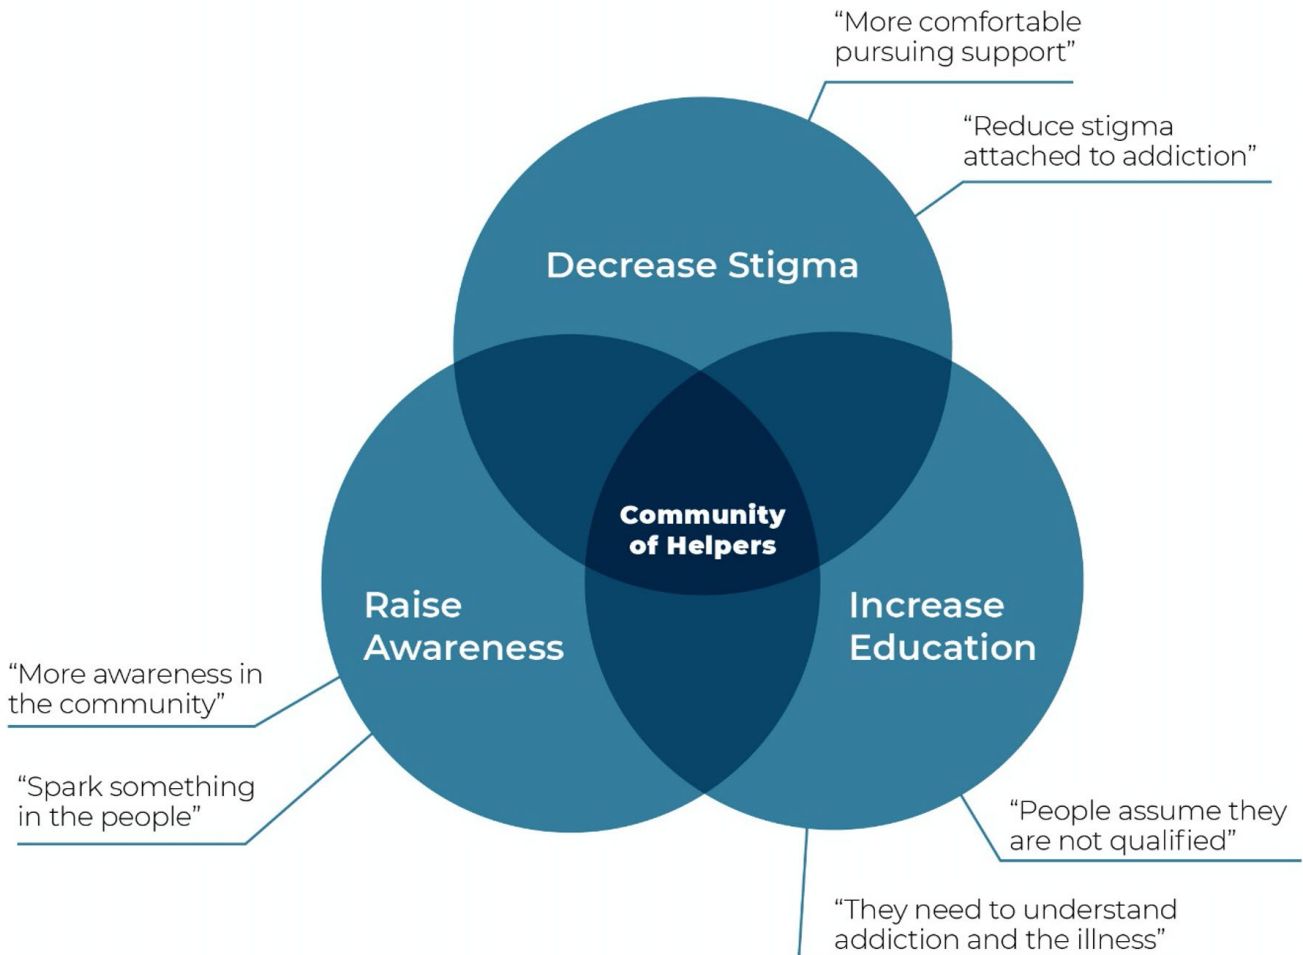 “More comfortable
pursuing support”
“Reduce stigma
attached to addiction”
Decrease Stigma
Community
of Helpers
Raise
Awareness
Increase
Education
“More awareness in
the community”
“Spark something
in the people”
“People assume they
are not qualified”
“They need to understand
addiction and the illness”